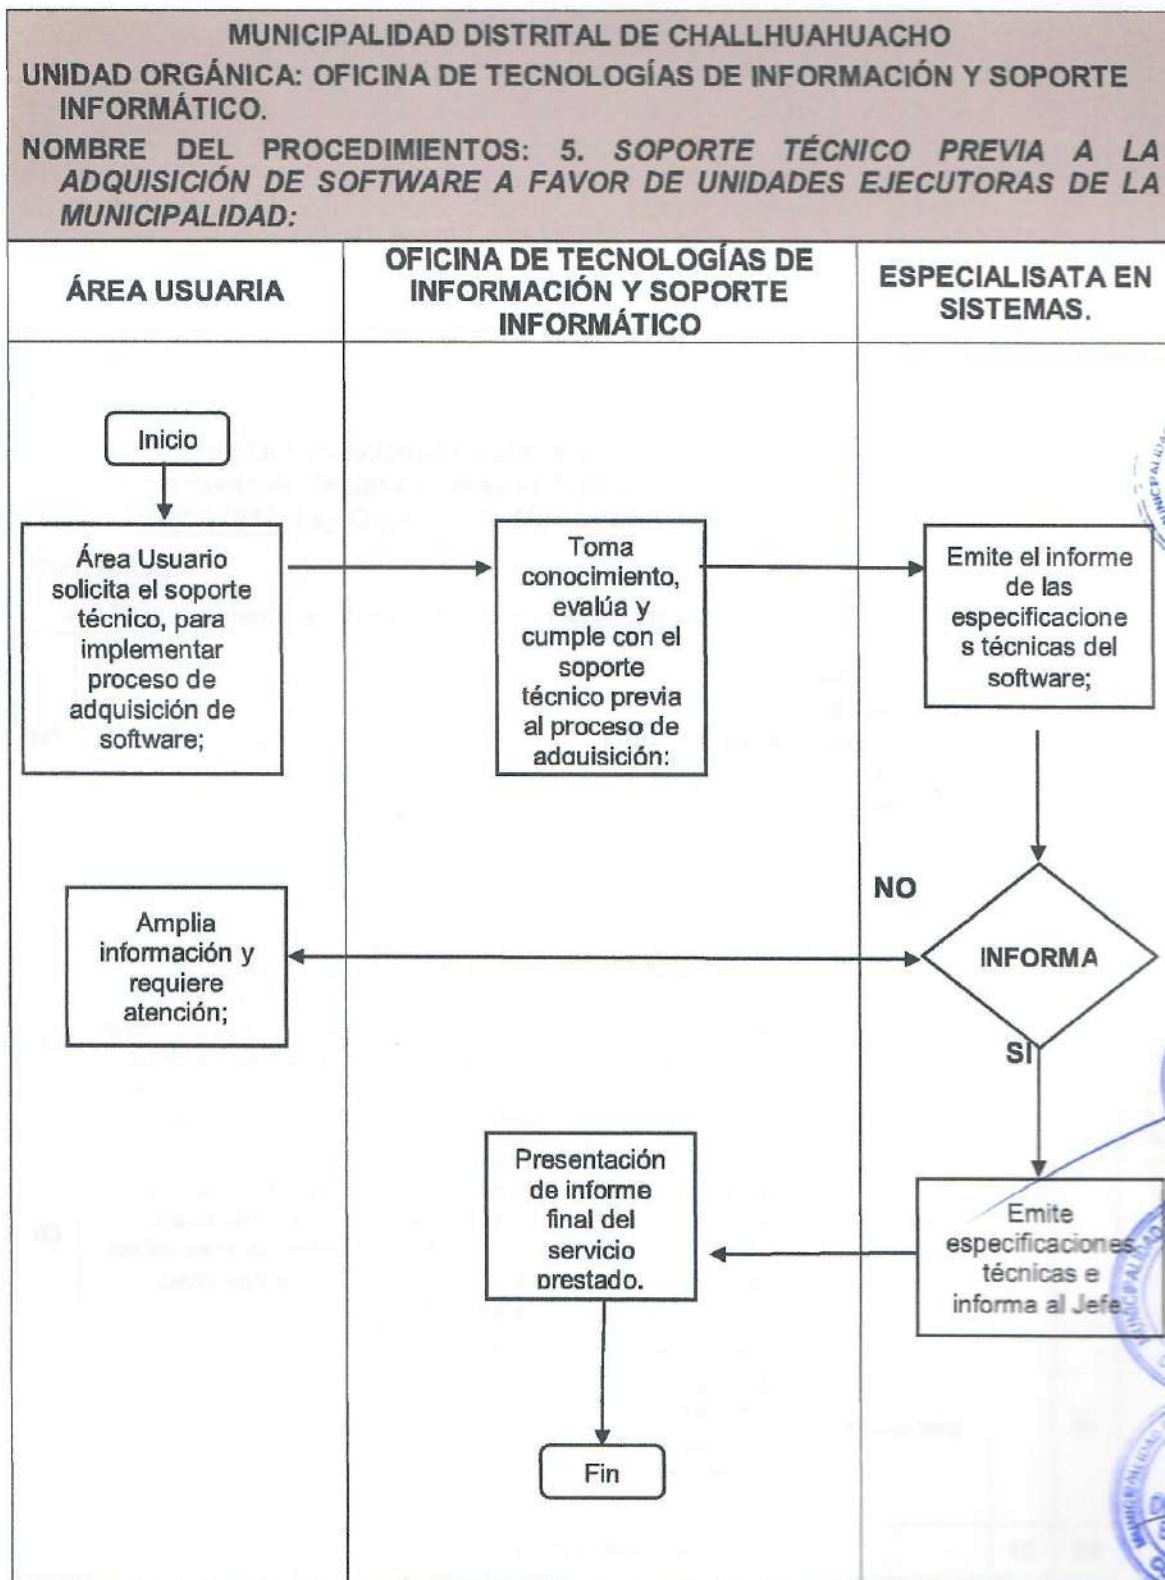 MUNICIPALIDAD DISTRITAL DE CHALLHUAHUACHO
UNIDAD ORGÁNICA: OFICINA DE TECNOLOGÍAS DE INFORMACIÓN Y SOPORTE
INFORMÁTICO.
NOMBRE DEL PROCEDIMIENTOS: 5. SOPORTE TÉCNICO PREVIA A LA
ADQUISICIÓN DE SOFTWARE A FAVOR DE UNIDADES EJECUTORAS DE LA
MUNICIPALIDAD:
ÁREA USUARIA
OFICINA DE TECNOLOGÍAS DE
INFORMACIÓN Y SOPORTE
INFORMÁTICO
ESPECIALISATA EN
SISTEMAS.
Inicio
Área Usuario
solicita el soporte
técnico, para
implementar
proceso de
adquisición de
software;
Toma
conocimiento,
evalúa y
cumple con el
soporte
técnico previa
al proceso de
adquisición:
Emite el informe
de las
especificacione
s técnicas del
software;
NO
Amplia
información y
requiere
atención;
INFORMA
SI
Presentación
de informe
final del
servicio
prestado.
Emite
especificaciones
técnicas e
informa al Jefe.
Fin
MUNICIPALIDAD
MUNICIPALIDAD